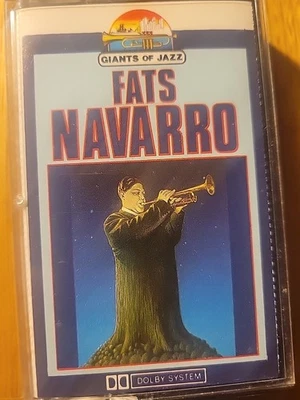 GIANTS OF JAZZ
FATS
NAVARRO
DOLBY SYSTEM